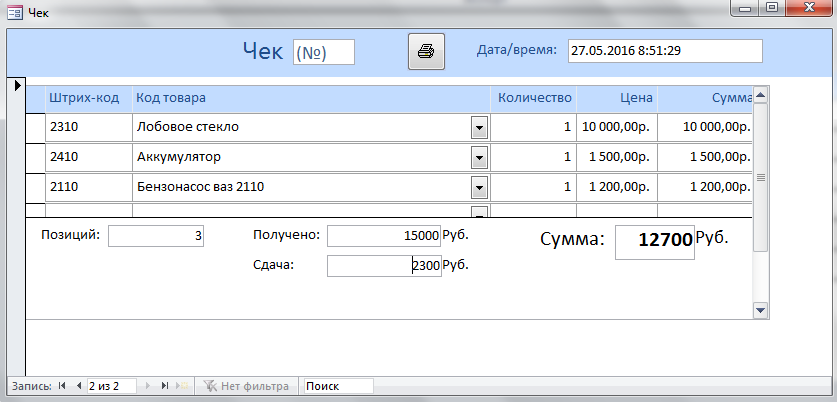 Чек
Чек (№) Дата/время: 27.05.2016 8:51:29
Штрих-код Код товара Количество Цена Сумма
2310 Лобовое стекло 1 10 000,00р. 10 000,00р.
2410 Аккумулятор 1 1 500,00р. 1 500,00р.
2110 Бензонасос ваз 2110 1 1 200,00р. 1 200,00р.
Позиций: 3 Получено: 15000 Руб. Сумма: 12700 Руб.
Сдача: 2300 Руб.
Запись: 2 из 2 Нет фильтра Поиск